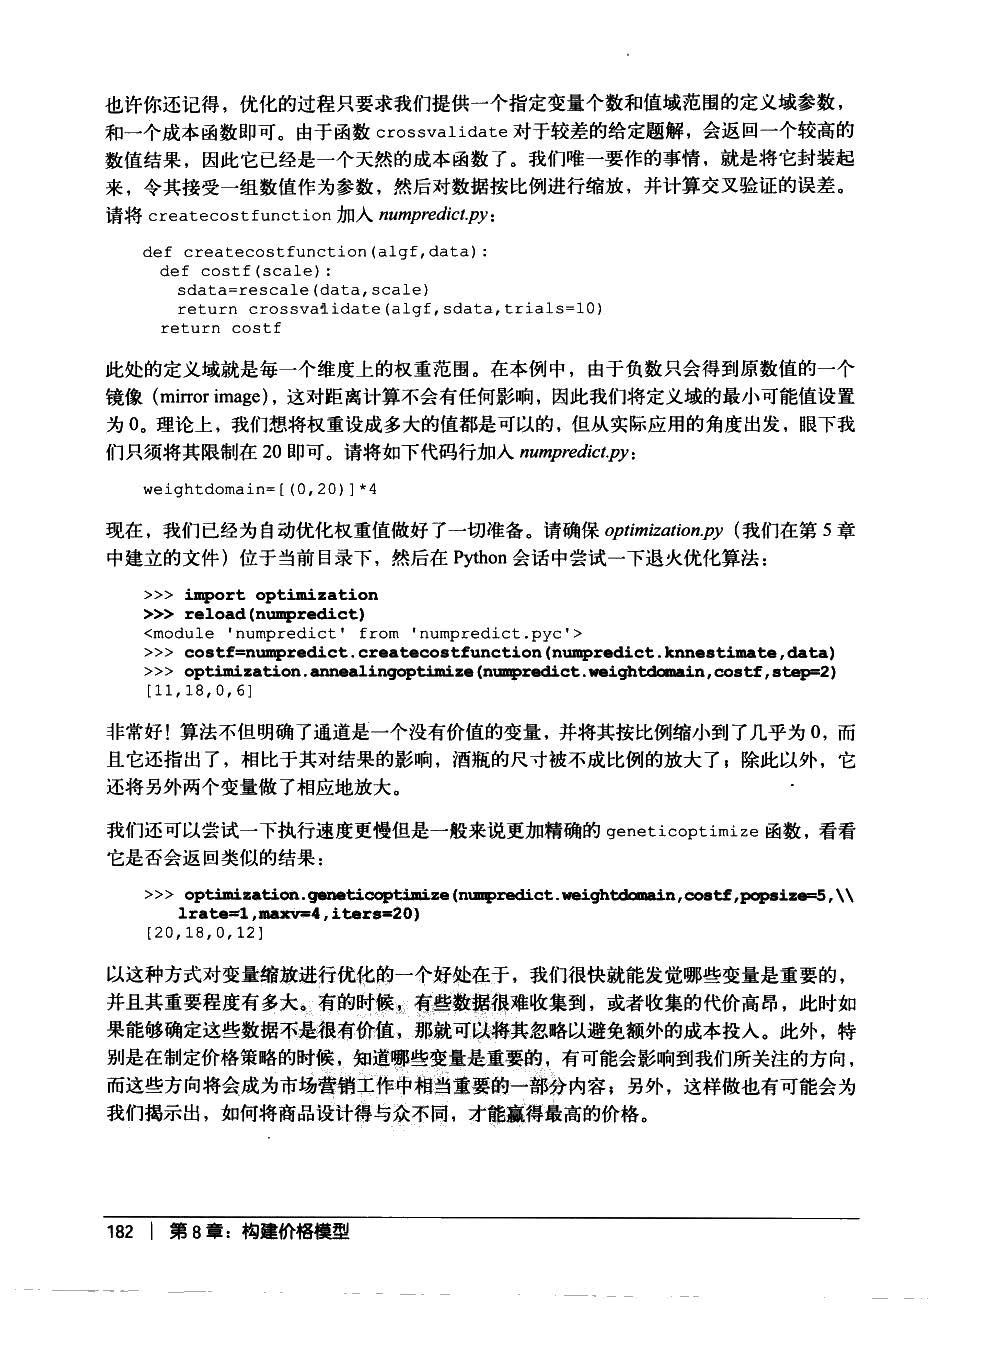 也许你还记得，优化的过程只要求我们提供一个指定变量个数和值域范围的定义域参数，
和一个成本函数即可。由于函数 crossvalidate 对于较差的给定题解，会返回一个较高的
数值结果，因此它已经是一个天然的成本函数了。我们唯一要作的事情，就是将它封装起
来，令其接受一组数值作为参数，然后对数据按比例进行缩放，并计算交叉验证的误差。
请将 createcostfunction 加入 numpredict.py：
def createcostfunction(algf,data):
  def costf(scale):
    sdata=rescale(data,scale)
    return crossvalidate(algf,sdata,trials=10)
  return costf
此处的定义域就是每一个维度上的权重范围。在本例中，由于负数只会得到原数值的一个
镜像（mirror image），这对距离计算不会有任何影响，因此我们将定义域的最小可能值设置
为 0。理论上，我们想将权重设成多大的值都是可以的，但从实际应用的角度出发，眼下我
们只须将其限制在 20 即可。请将如下代码行加入 numpredict.py：
weightdomain=[(0,20)]*4
现在，我们已经为自动优化权重值做好了一切准备。请确保 optimization.py（我们在第 5 章
中建立的文件）位于当前目录下，然后在 Python 会话中尝试一下退火优化算法：
>>> import optimization
>>> reload(numpredict)
<module 'numpredict' from 'numpredict.pyc'>
>>> costf=numpredict.createcostfunction(numpredict.knnestimate,data)
>>> optimization.annealingoptimize(numpredict.weightdomain,costf,step=2)
[11,18,0,6]
非常好！算法不但明确了通道是一个没有价值的变量，并将其按比例缩小到了几乎为 0，而
且它还指出了，相比于其对结果的影响，酒瓶的尺寸被不成比例的放大了；除此以外，它
还将另外两个变量做了相应地放大。
我们还可以尝试一下执行速度更慢但是一般来说更加精确的 geneticoptimize 函数，看看
它是否会返回类似的结果：
>>> optimization.geneticoptimize(numpredict.weightdomain,costf,popsize=5,\\
    lrate=1,maxv=4,iters=20)
[20,18,0,12]
以这种方式对变量缩放进行优化的一个好处在于，我们很快就能发觉哪些变量是重要的，
并且其重要程度有多大。有的时候，有些数据很难收集到，或者收集的代价高昂，此时如
果能够确定这些数据不是很有价值，那就可以将其忽略以避免额外的成本投入。此外，特
别是在制定价格策略的时候，知道哪些变量是重要的，有可能会影响到我们所关注的方向，
而这些方向将会成为市场营销工作中相当重要的一部分内容；另外，这样做也有可能会为
我们揭示出，如何将商品设计得与众不同，才能赢得最高的价格。
182 | 第 8 章：构建价格模型